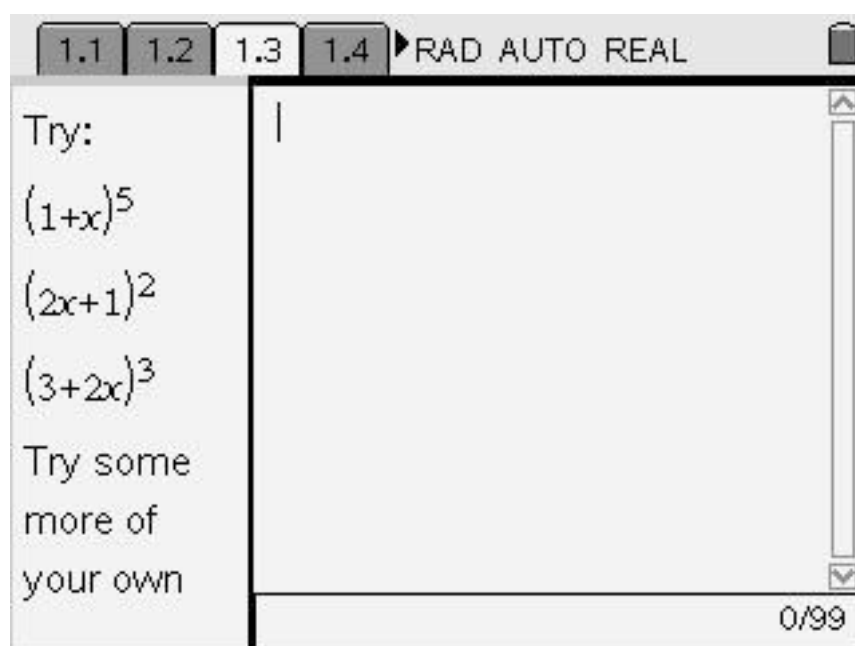 1.1 1.2 1.3 1.4 RAD AUTO REAL
Try:
(1+x)⁵
(2x+1)²
(3+2x)³
Try some
more of
your own
0/99